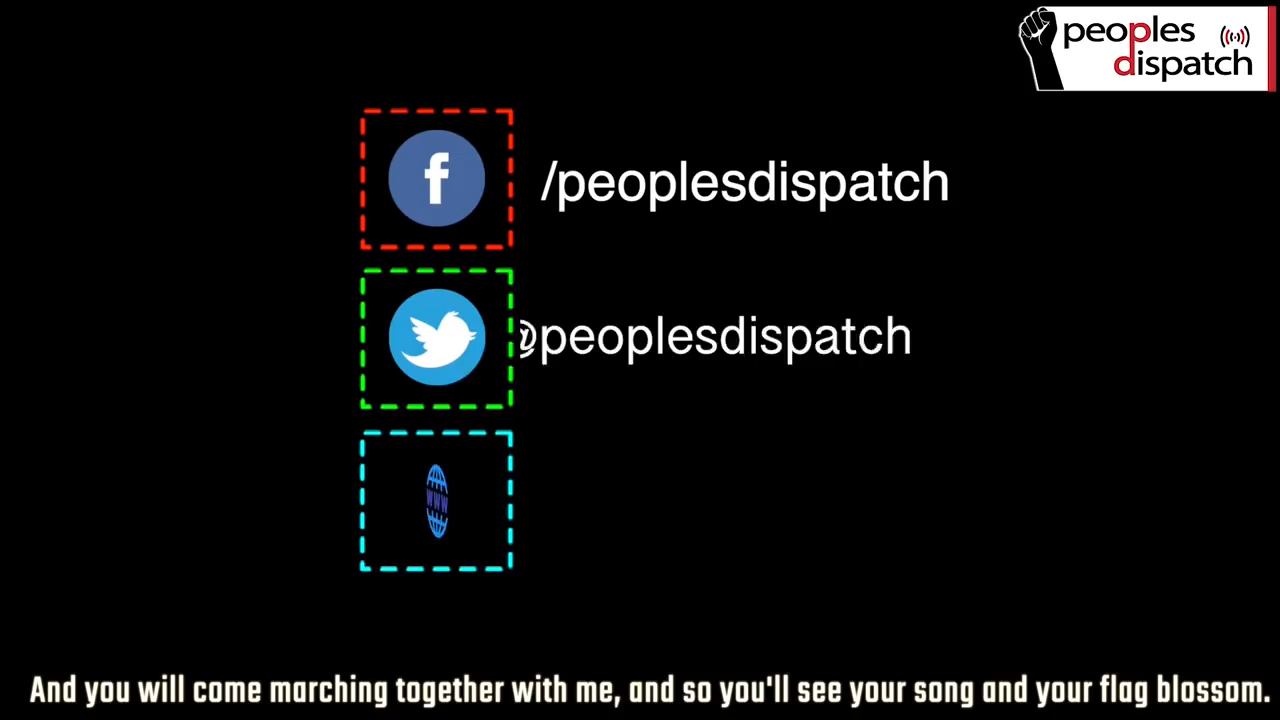 peoples
dispatch
f
/peoplesdispatch
@peoplesdispatch
WWW
And you will come marching together with me, and so you'll see your song and your flag blossom.